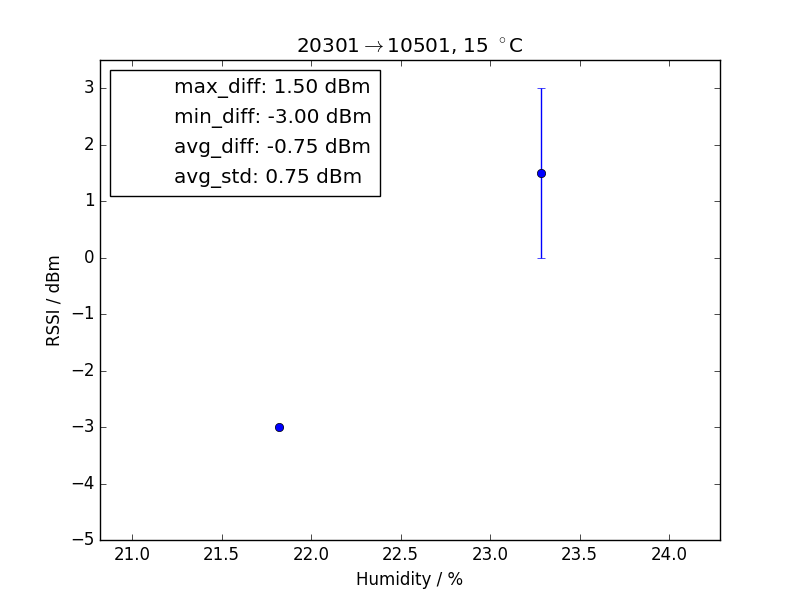 20301→10501, 15 °C
max_diff: 1.50 dBm
min_diff: -3.00 dBm
avg_diff: -0.75 dBm
avg_std: 0.75 dBm
3
2
1
0
−1
−2
−3
−4
−5
RSSI / dBm
21.0 21.5 22.0 22.5 23.0 23.5 24.0
Humidity / %